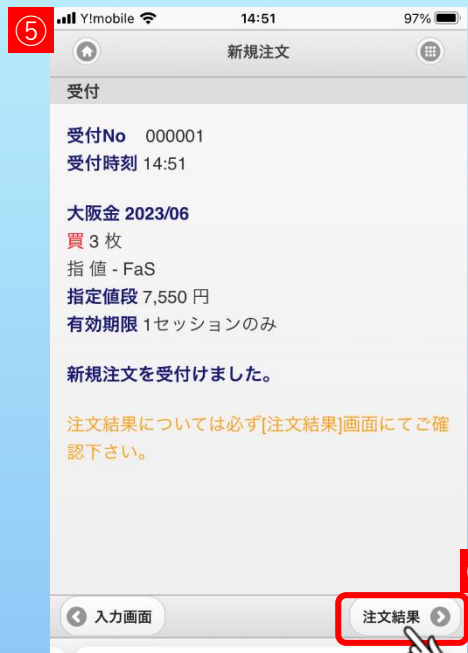 ⑤
Y!mobile 14:51 97%
新規注文
受付
受付No 000001
受付時刻 14:51
大阪金 2023/06
買 3 枚
指 値 - FaS
指定値段 7,550 円
有効期限 1セッションのみ
新規注文を受付けました。
注文結果については必ず[注文結果]画面にてご確
認下さい。
入力画面 注文結果